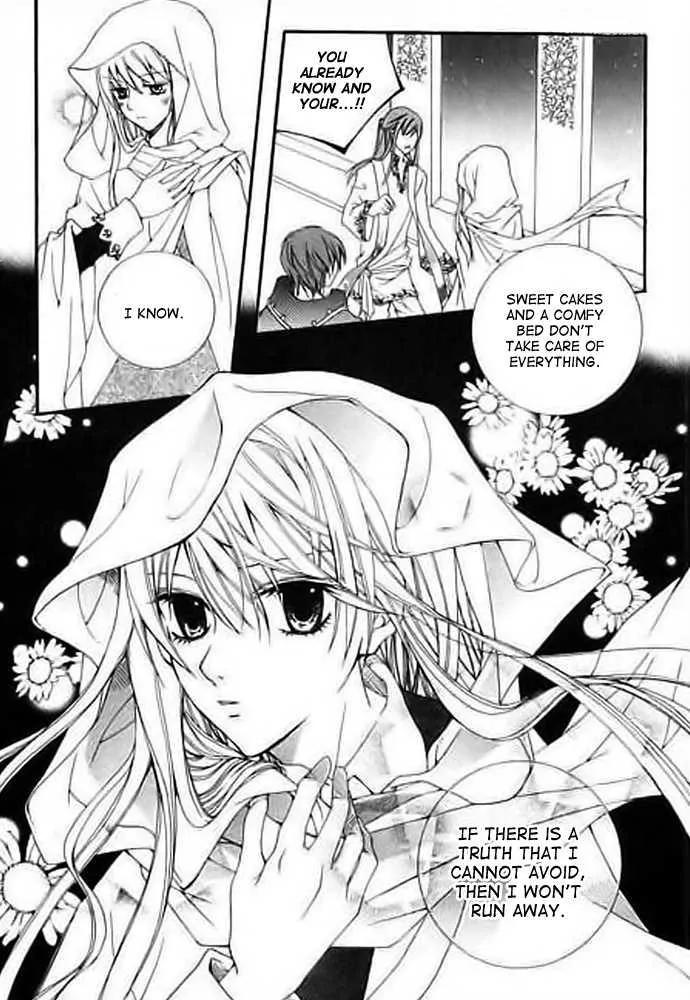 YOU
ALREADY
KNOW AND
YOUR...!!
SWEET CAKES
AND A COMFY
BED DON'T
TAKE CARE OF
EVERYTHING.
I KNOW.
IF THERE IS A
TRUTH THAT I
CANNOT AVOID,
THEN I WON'T
RUN AWAY.